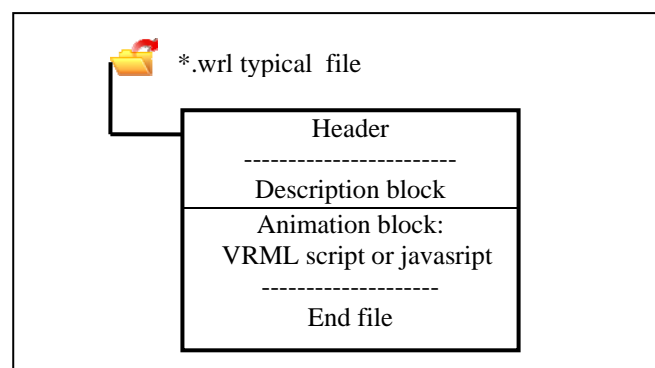 *.wrl typical file
Header
------------------------
Description block
Animation block:
VRML script or javasript
--------------------
End file